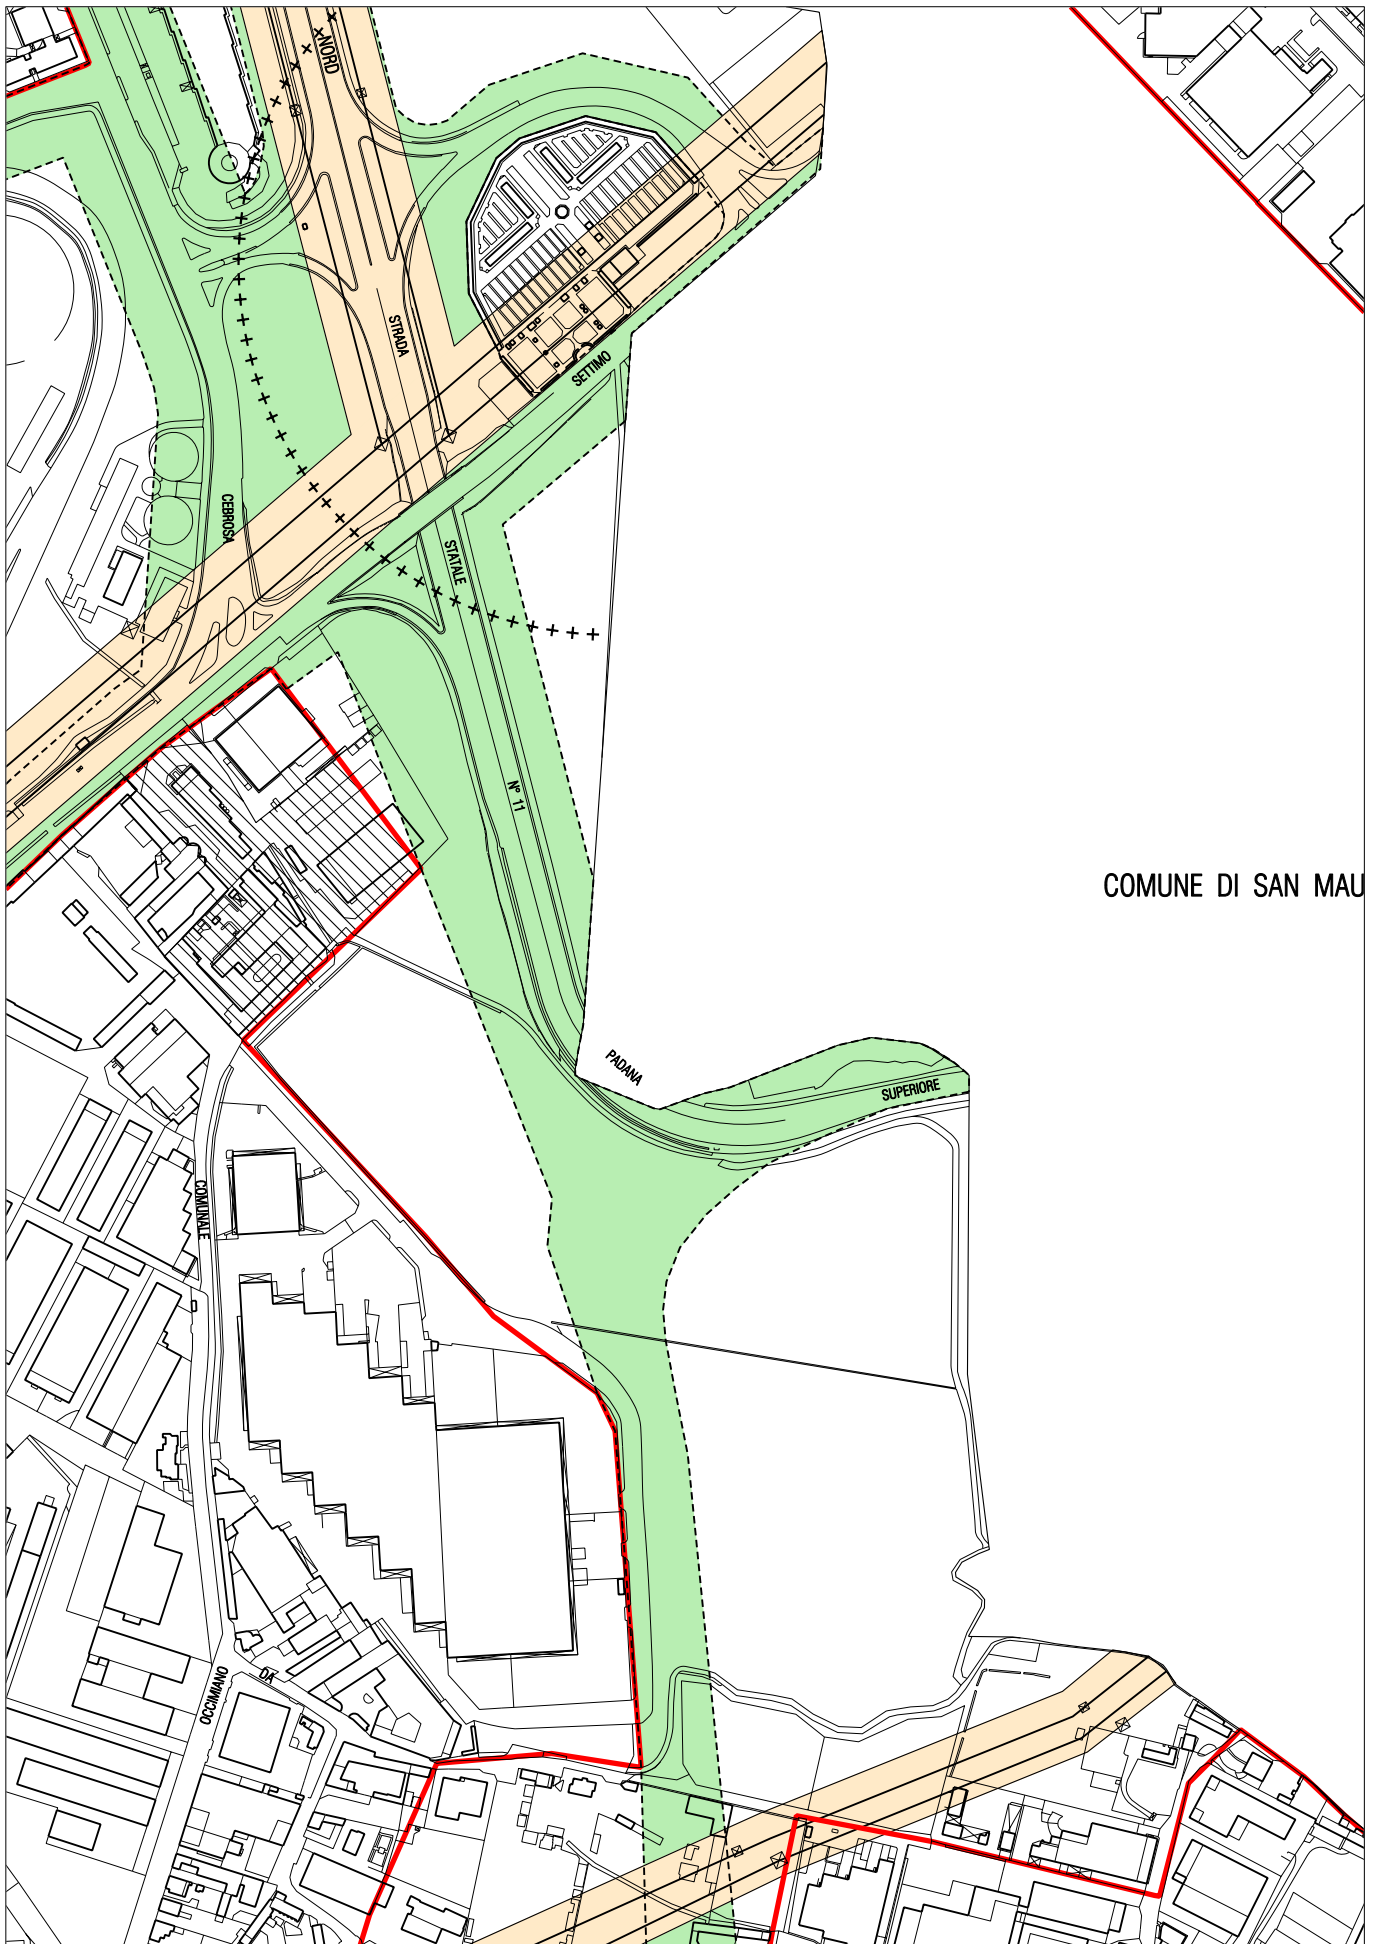 NORD
STRADA
SETTIMO
CEBROSA
STATALE
N° 11
COMUNE DI SAN MAU
PADANA
SUPERIORE
COMUNALE
DA
OCCIMIANO